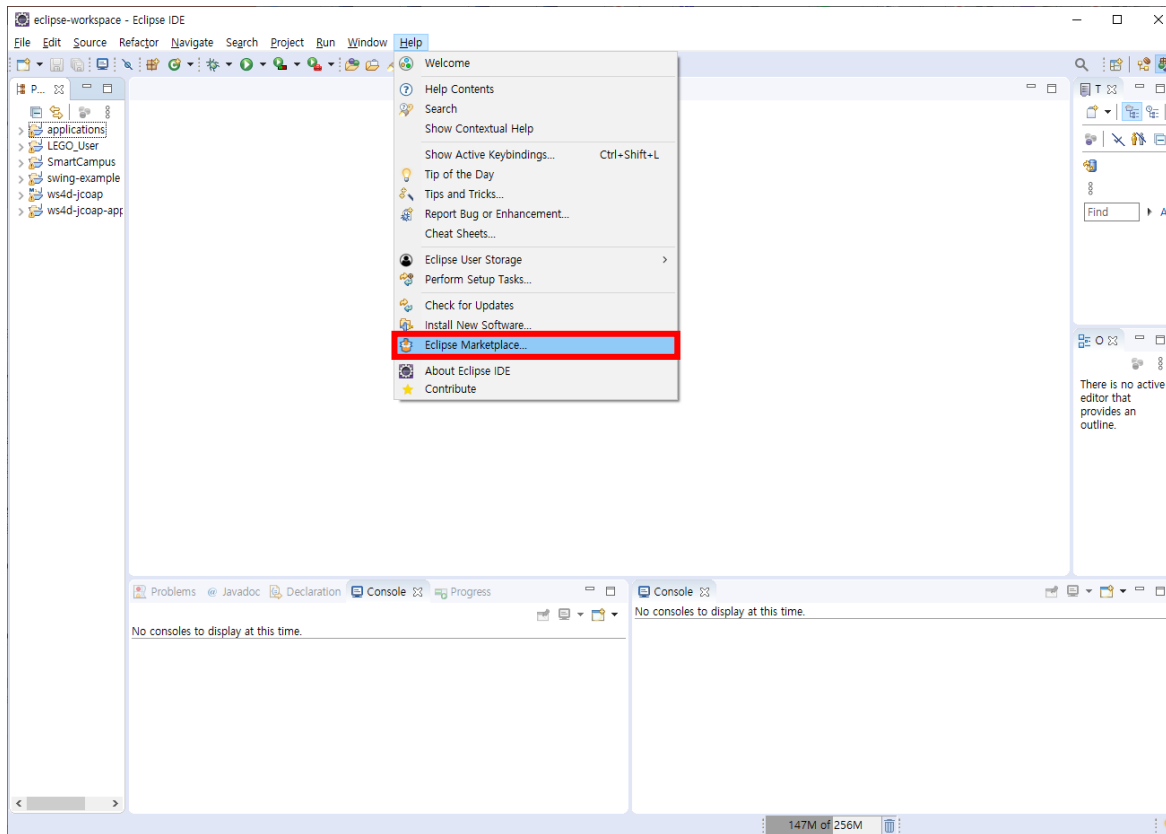 eclipse-workspace - Eclipse IDE
File Edit Source Refactor Navigate Search Project Run Window Help
P...
applications
LEGO_User
SmartCampus
swing-example
ws4d-jcoap
ws4d-jcoap-app
Welcome
Help Contents
Search
Show Contextual Help
Show Active Keybindings... Ctrl+Shift+L
Tip of the Day
Tips and Tricks...
Report Bug or Enhancement...
Cheat Sheets...
Eclipse User Storage
Perform Setup Tasks...
Check for Updates
Install New Software...
Eclipse Marketplace...
About Eclipse IDE
Contribute
T
Find A
O
There is no active
editor that
provides an
outline.
Problems Javadoc Declaration Console Progress
No consoles to display at this time.
Console
No consoles to display at this time.
147M of 256M